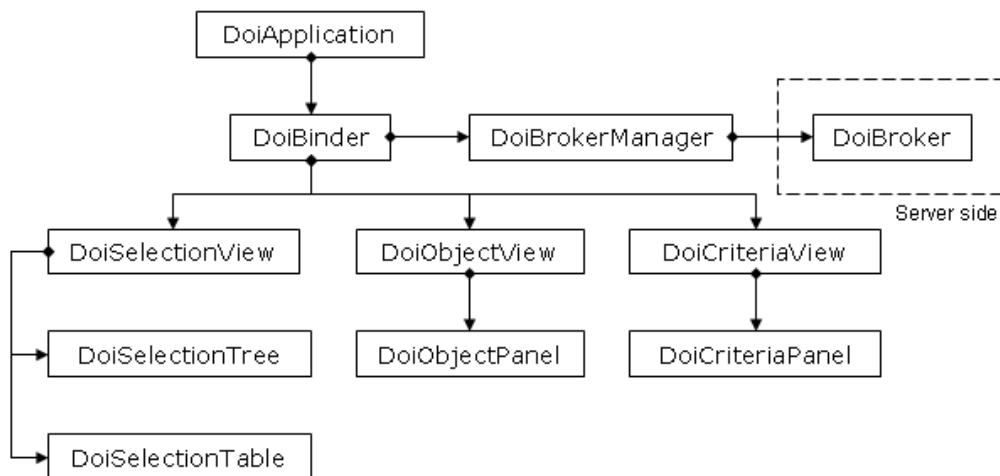 DoiApplication
DoiBinder
DoiBrokerManager
DoiBroker
Server side
DoiSelectionView
DoiObjectView
DoiCriteriaView
DoiSelectionTree
DoiObjectPanel
DoiCriteriaPanel
DoiSelectionTable